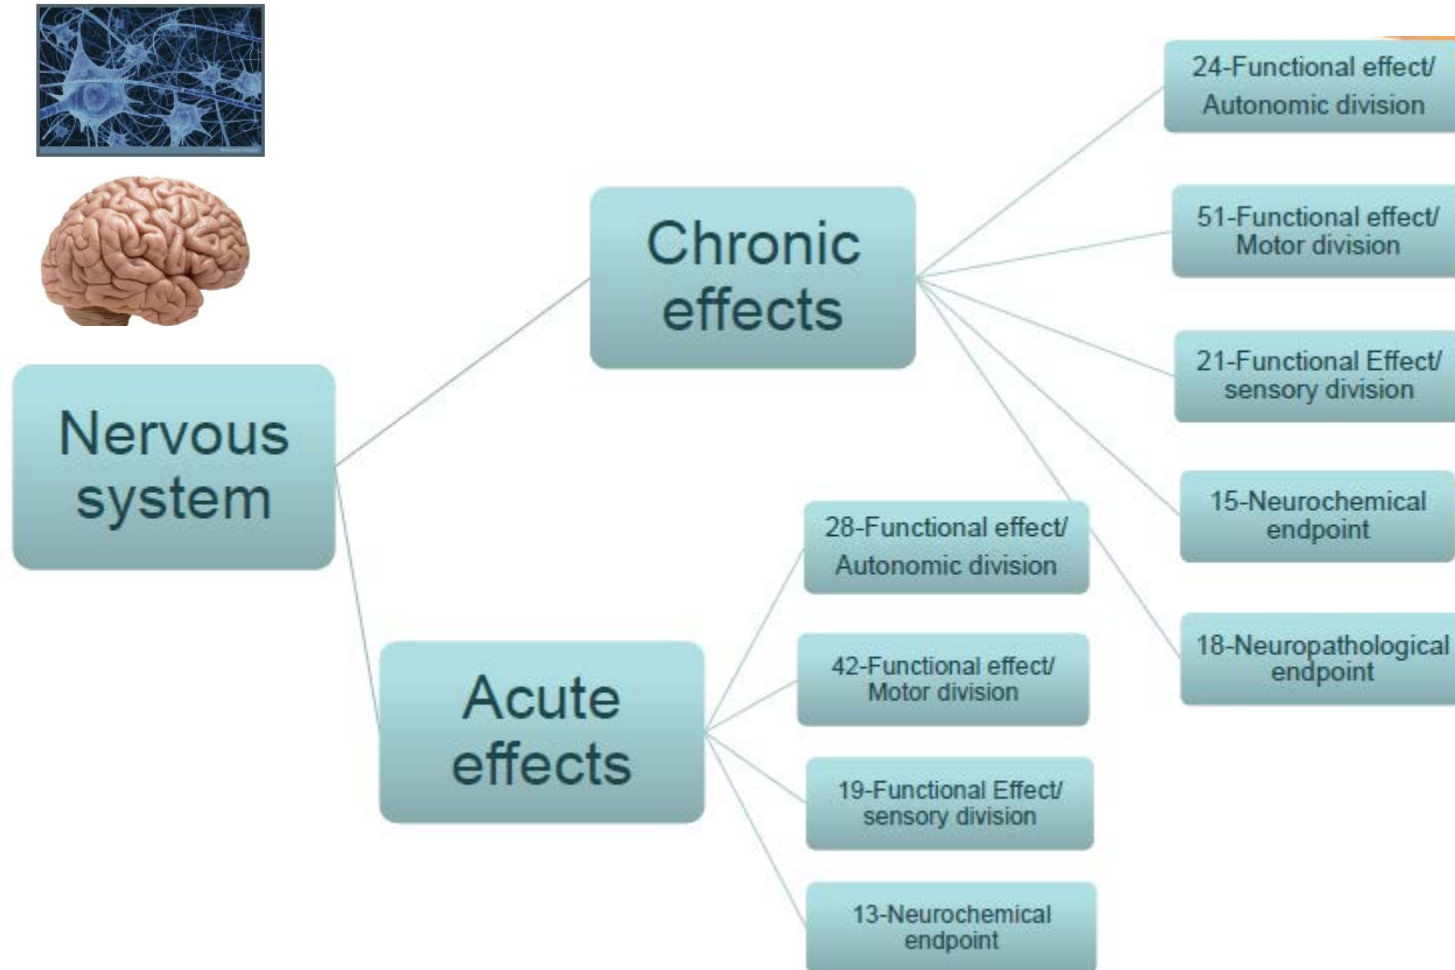 Nervous
system
Chronic
effects
24-Functional effect/
Autonomic division
51-Functional effect/
Motor division
21-Functional Effect/
sensory division
15-Neurochemical
endpoint
18-Neuropathological
endpoint
Acute
effects
28-Functional effect/
Autonomic division
42-Functional effect/
Motor division
19-Functional Effect/
sensory division
13-Neurochemical
endpoint